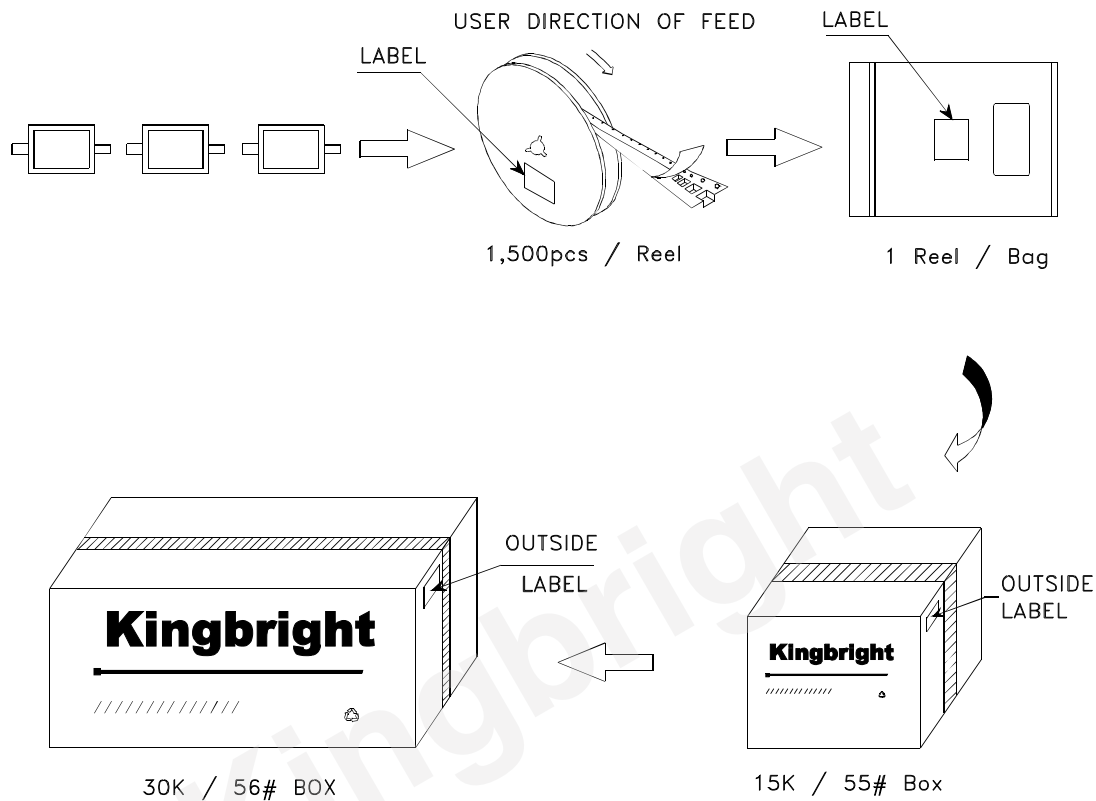 USER DIRECTION OF FEED
LABEL
LABEL
1,500pcs / Reel
1 Reel / Bag
OUTSIDE
LABEL
OUTSIDE
LABEL
Kingbright
Kingbright
30K / 56# BOX
15K / 55# Box
Kingbright